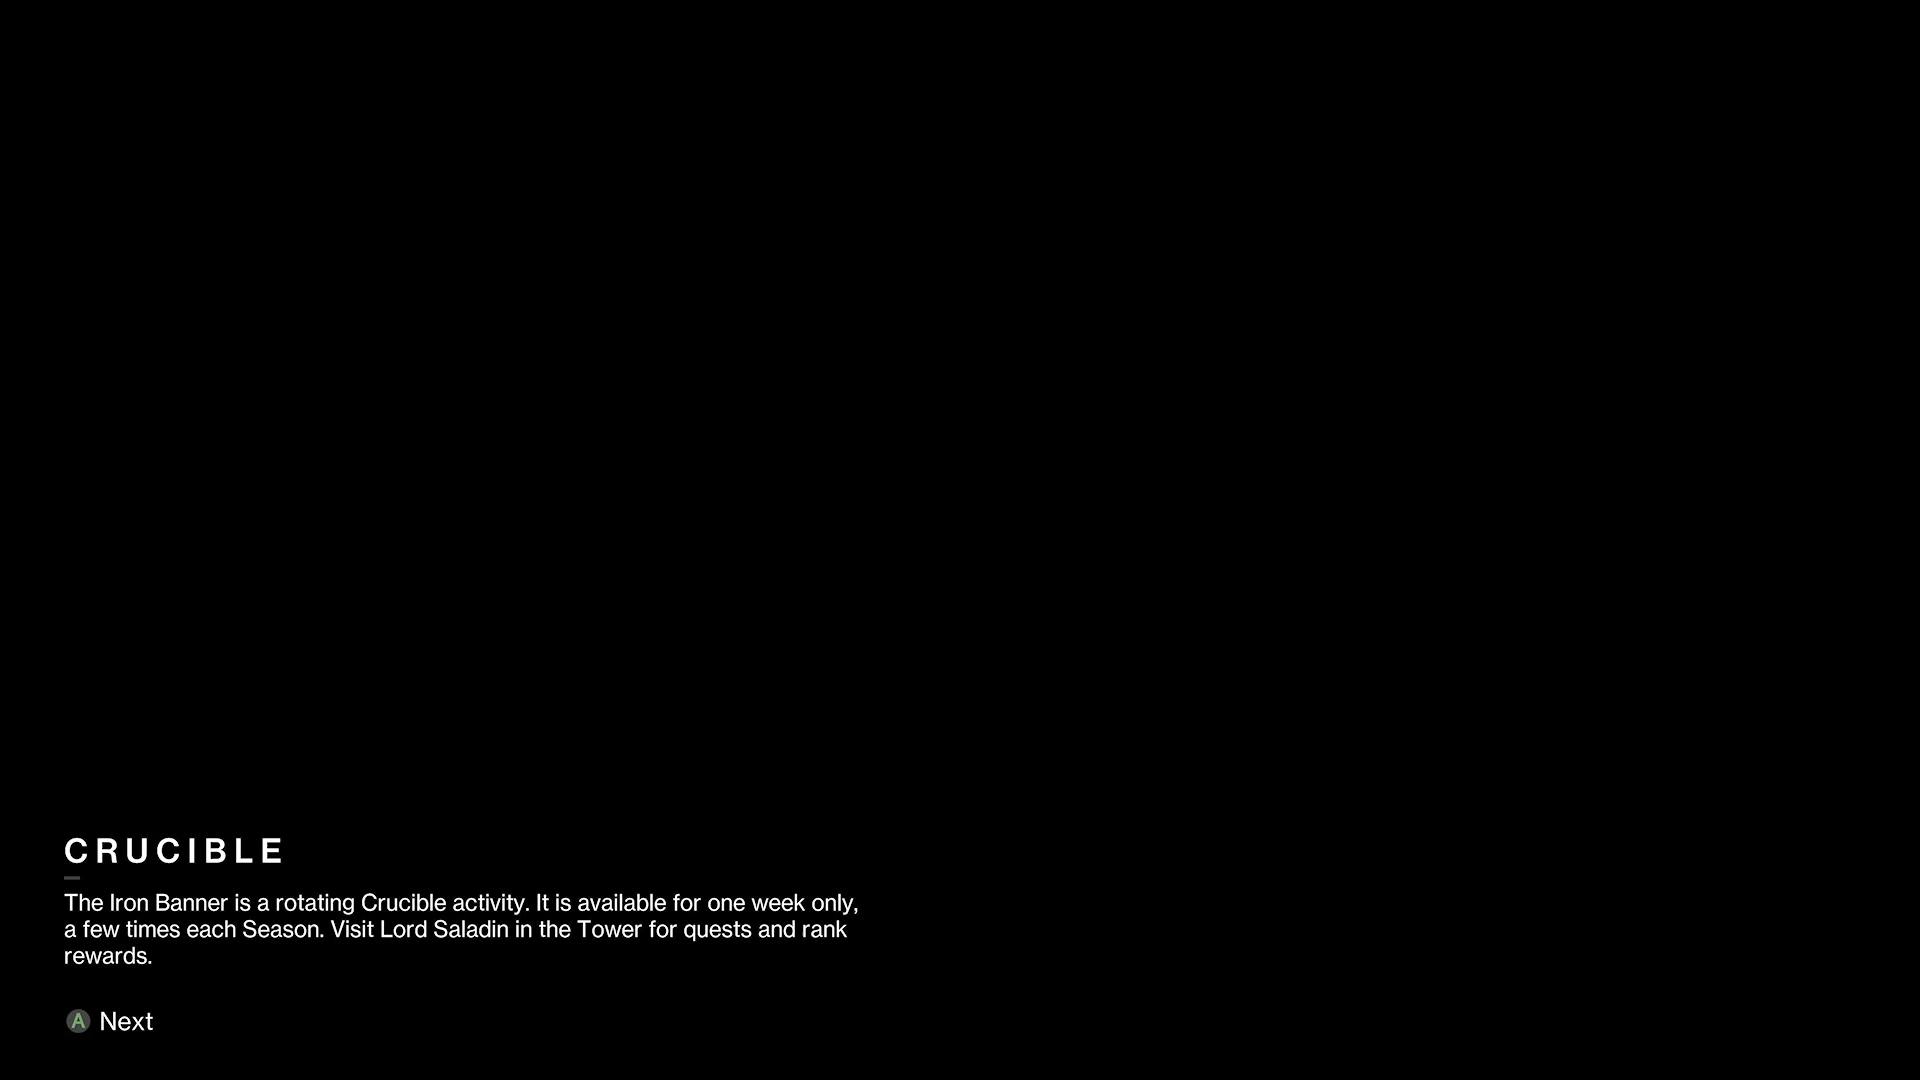 CRUCIBLE
The Iron Banner is a rotating Crucible activity. It is available for one week only,
a few times each Season. Visit Lord Saladin in the Tower for quests and rank
rewards.
A Next